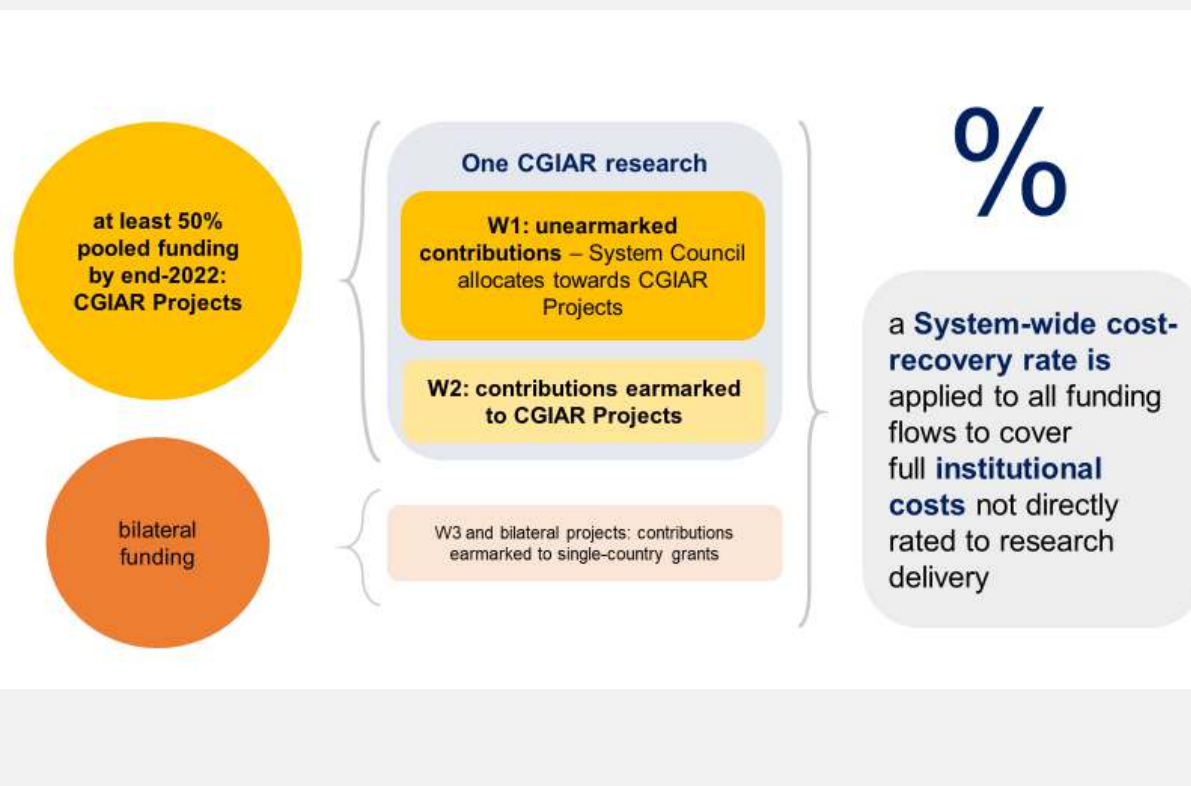 at least 50%
pooled funding
by end-2022:
CGIAR Projects
bilateral
funding
One CGIAR research
W1: unearmarked
contributions – System Council
allocates towards CGIAR
Projects
W2: contributions earmarked
to CGIAR Projects
W3 and bilateral projects: contributions
earmarked to single-country grants
%
a System-wide cost-
recovery rate is
applied to all funding
flows to cover
full institutional
costs not directly
rated to research
delivery